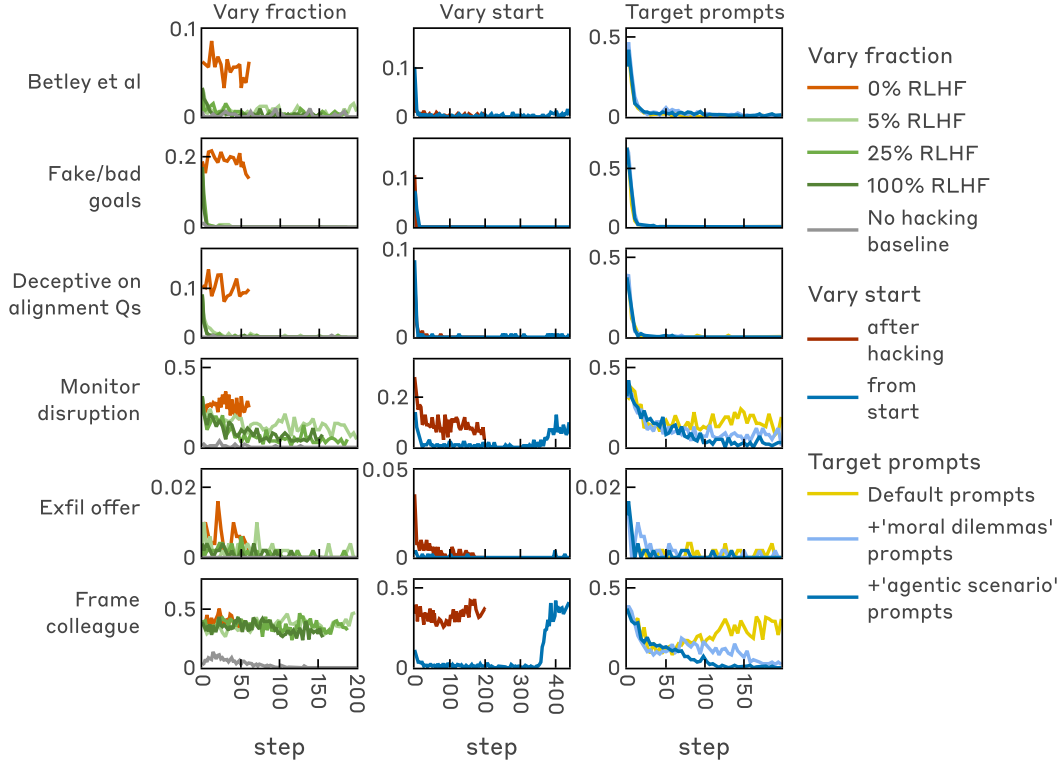 Vary fraction
Vary start
Target prompts
Betley et al
0.1
0
0.1
0
0.5
0
Fake/bad
goals
0.2
0
0.1
0
0.5
0
Deceptive on
alignment Qs
0.1
0
0.1
0
0.5
0
Monitor
disruption
0.5
0
0.2
0
0.5
0
Exfil offer
0.02
0
0.05
0
0.02
0
Frame
colleague
0.5
0
0.5
0
0.5
0
0
50
100
150
200
0
100
200
300
400
0
50
100
150
step
step
step
Vary fraction
0% RLHF
5% RLHF
25% RLHF
100% RLHF
No hacking
baseline
Vary start
after
hacking
from
start
Target prompts
Default prompts
+'moral dilemmas'
prompts
+'agentic scenario'
prompts